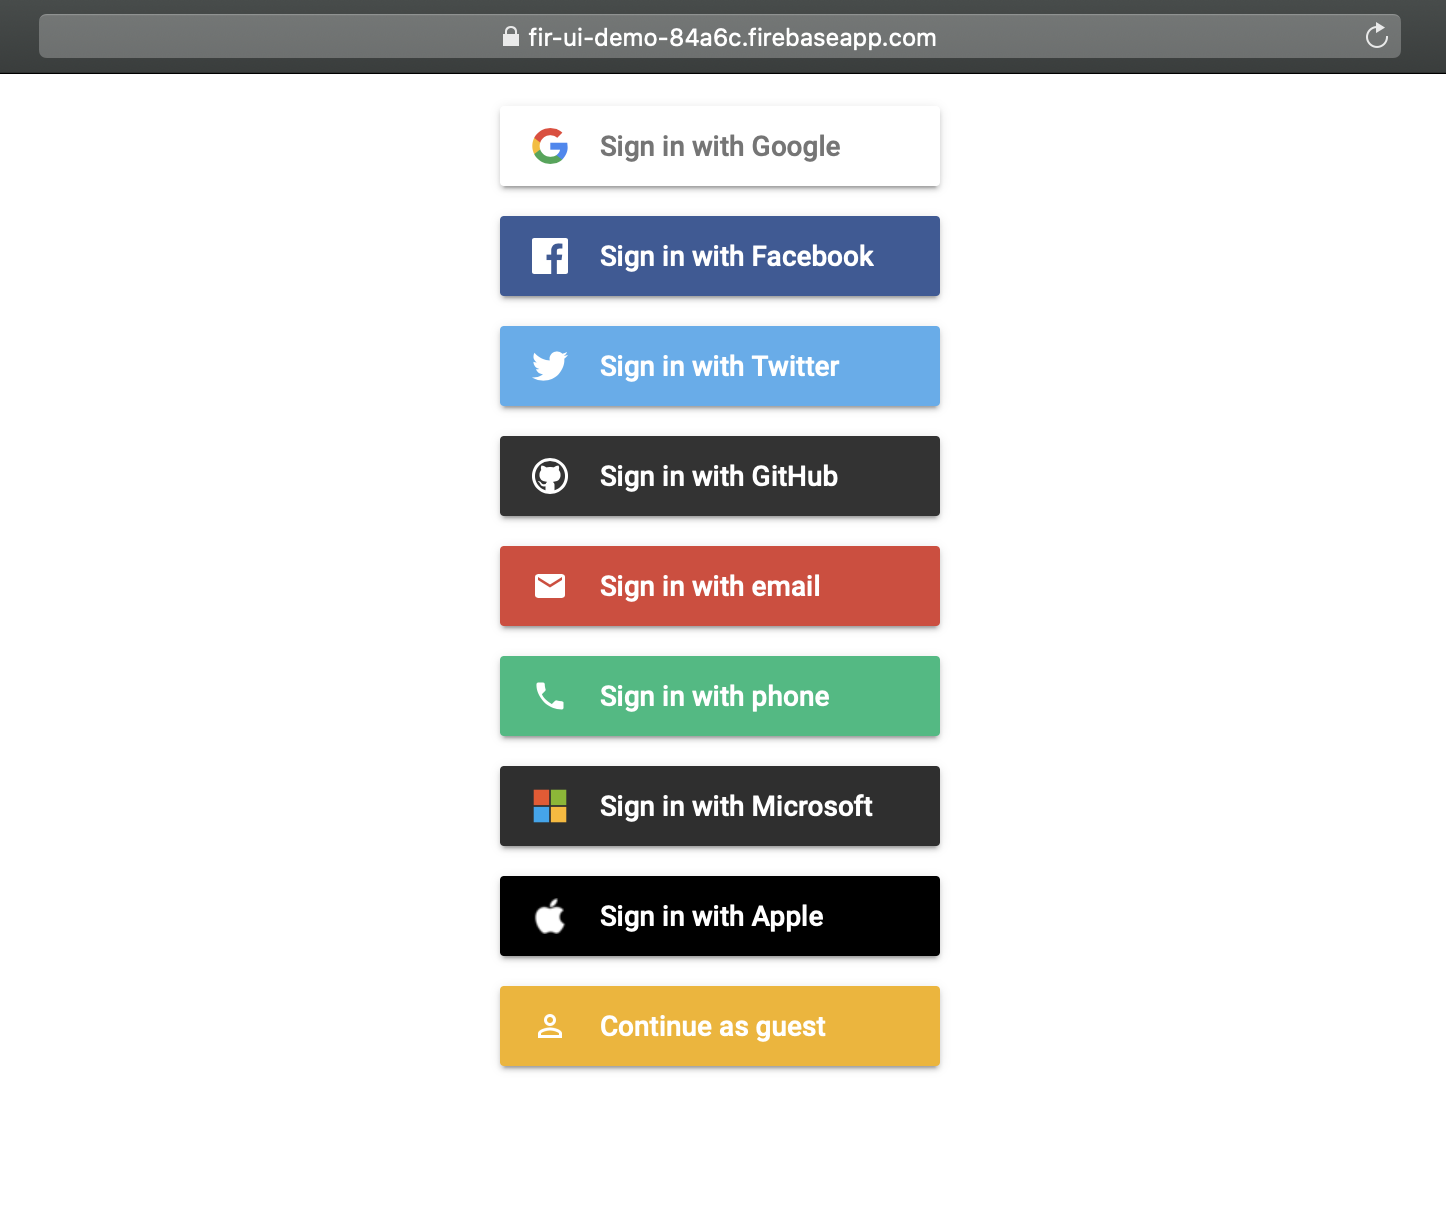 fir-ui-demo-84a6c.firebaseapp.com
Sign in with Google
Sign in with Facebook
Sign in with Twitter
Sign in with GitHub
Sign in with email
Sign in with phone
Sign in with Microsoft
Sign in with Apple
Continue as guest